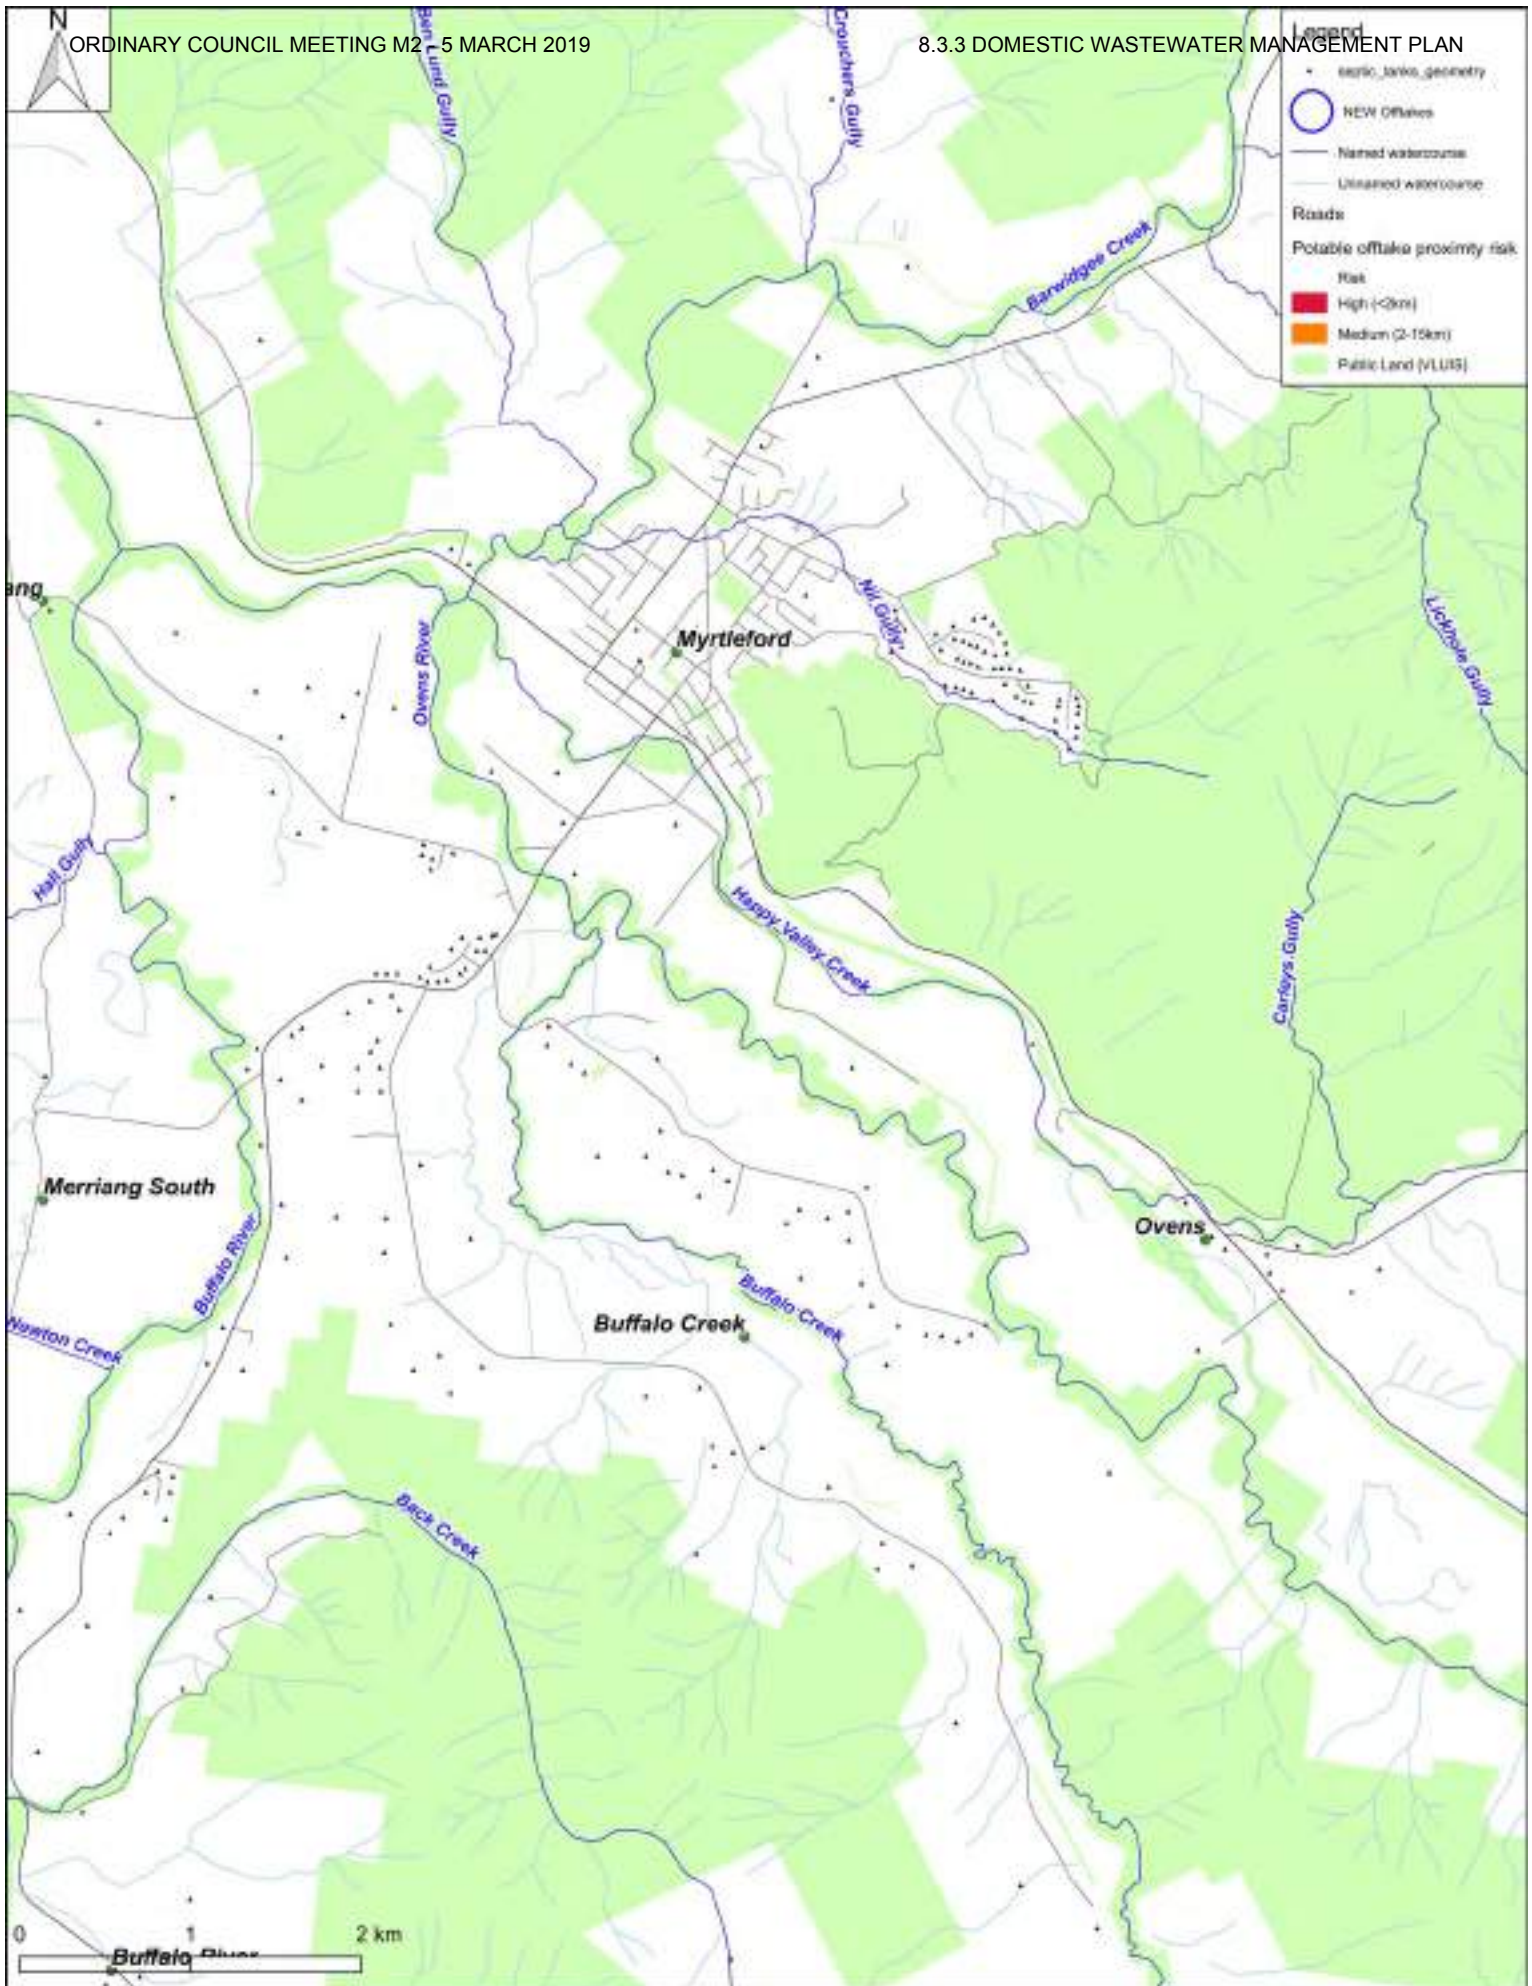 N
ORDINARY COUNCIL MEETING M2 - 5 MARCH 2019
8.3.3 DOMESTIC WASTEWATER MANAGEMENT PLAN
Legend
septic_tanks_geometry
NEW Offtakes
Named watercourse
Unnamed watercourse
Roads
Potable offtake proximity risk
Risk
High (<2km)
Medium (2-15km)
Public Land (VLUIS)
Ben Lund Gully
Crouchers Gully
Barwidgee Creek
ang
Nil Gully
Lickhole Gully
Myrtleford
Ovens River
Hall Gully
Happy Valley Creek
Carleys Gully
Merriang South
Ovens
Buffalo River
Buffalo Creek
Buffalo Creek
Newton Creek
Back Creek
0 1 2 km
Buffalo River